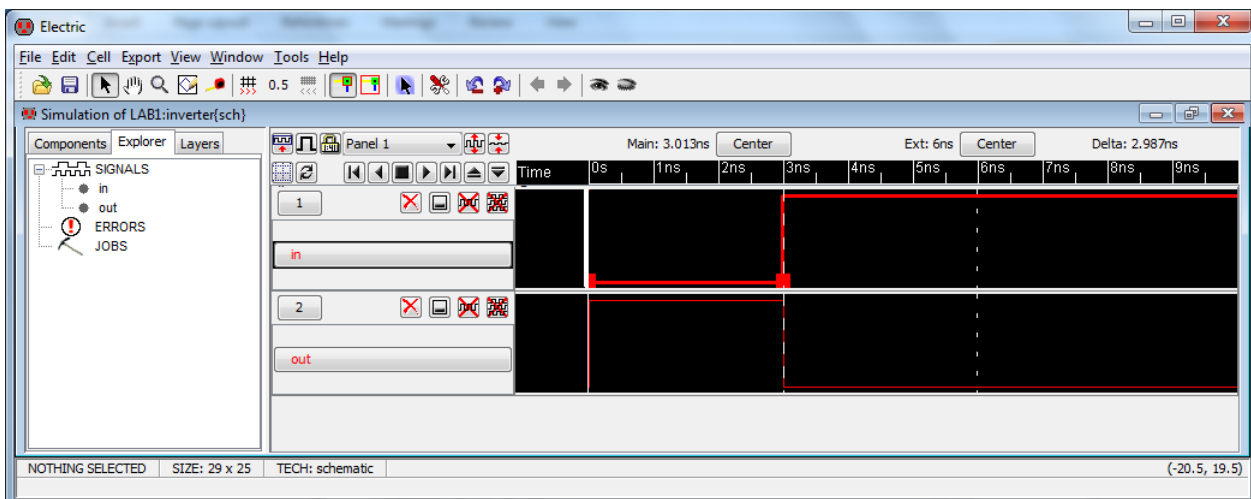 Electric
File Edit Cell Export View Window Tools Help
0.5
Simulation of LAB1:inverter{sch}
Components Explorer Layers
Panel 1
Main: 3.013ns Center Ext: 6ns Center Delta: 2.987ns
SIGNALS
in
out
ERRORS
JOBS
Time 0s 1ns 2ns 3ns 4ns 5ns 6ns 7ns 8ns 9ns
1
in
2
out
NOTHING SELECTED SIZE: 29 x 25 TECH: schematic (-20.5, 19.5)